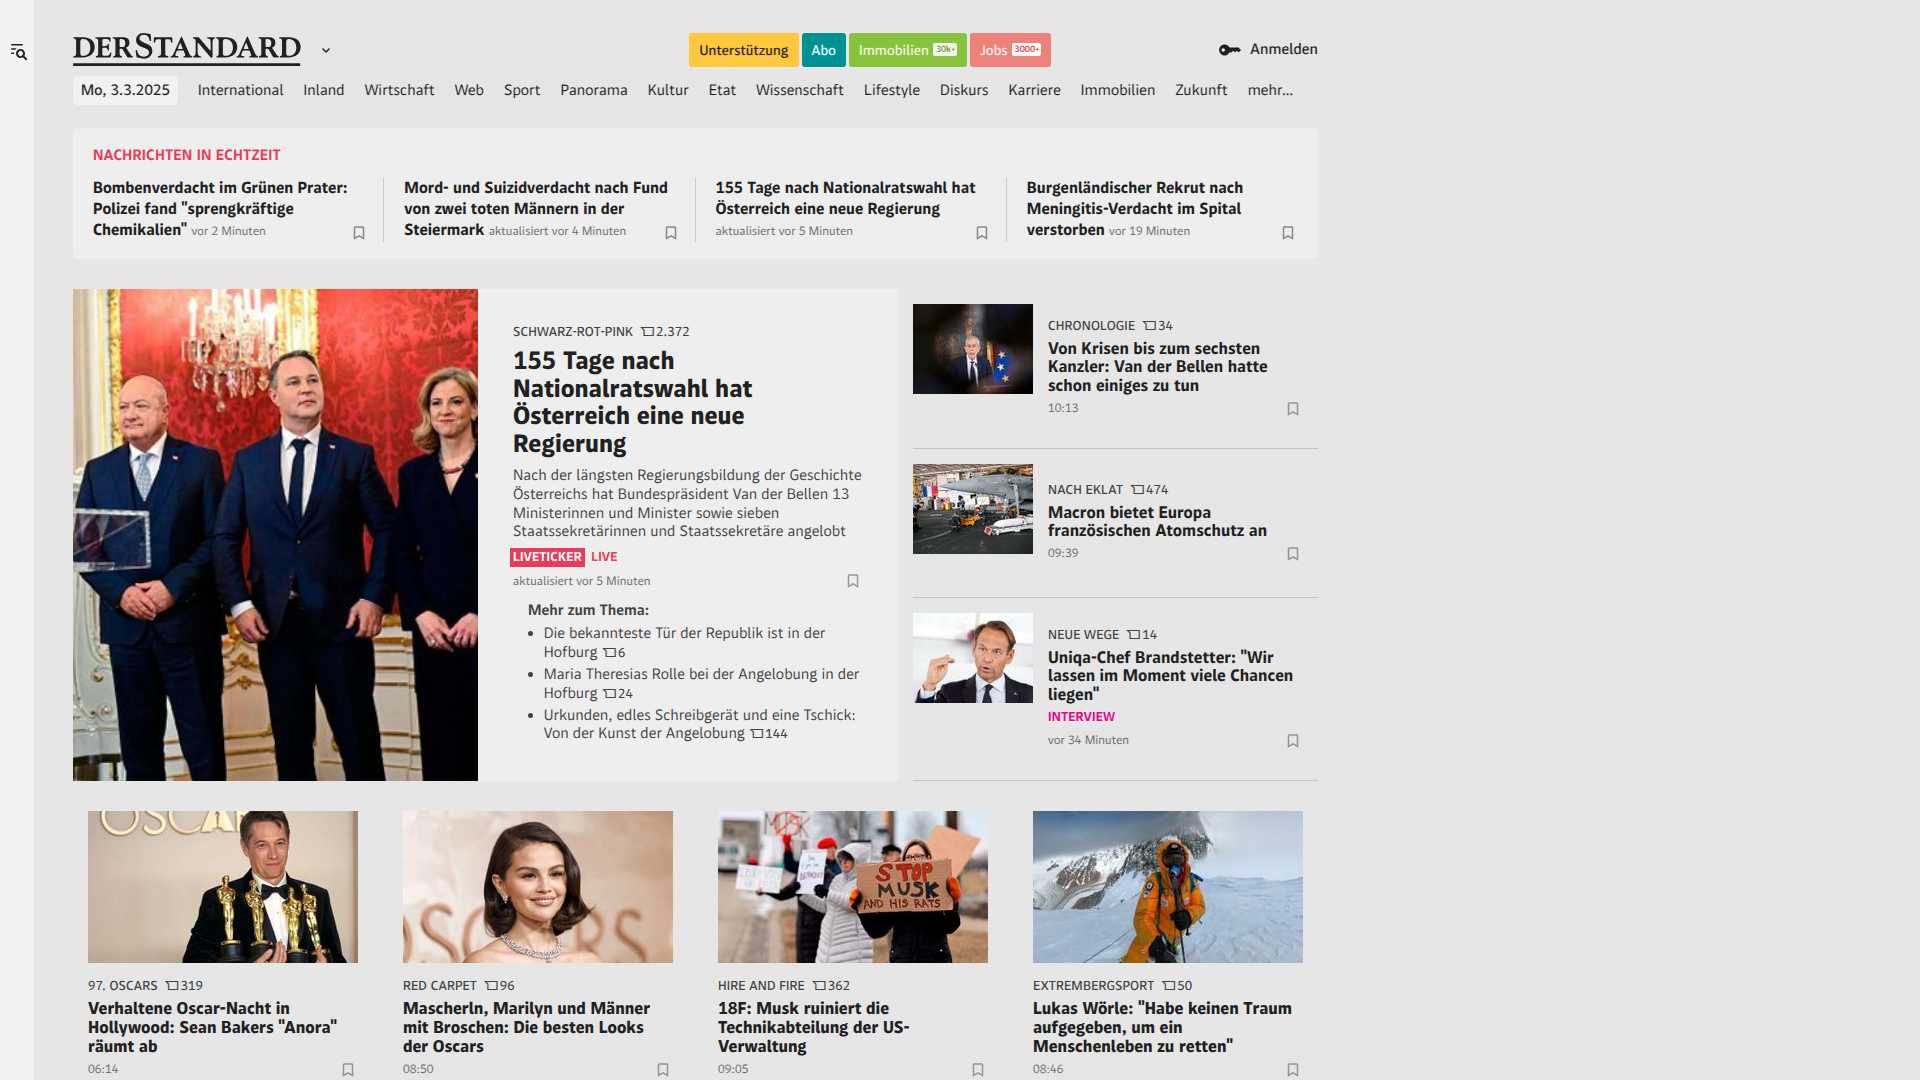 DERSTANDARD
Unterstützung
Abo
Immobilien 30k+
Jobs 3000+
Anmelden
Mo, 3.3.2025
International
Inland
Wirtschaft
Web
Sport
Panorama
Kultur
Etat
Wissenschaft
Lifestyle
Diskurs
Karriere
Immobilien
Zukunft
mehr...
NACHRICHTEN IN ECHTZEIT
Bombenverdacht im Grünen Prater:
Polizei fand "sprengkräftige
Chemikalien" vor 2 Minuten
Mord- und Suizidverdacht nach Fund
von zwei toten Männern in der
Steiermark aktualisiert vor 4 Minuten
155 Tage nach Nationalratswahl hat
Österreich eine neue Regierung
aktualisiert vor 5 Minuten
Burgenländischer Rekrut nach
Meningitis-Verdacht im Spital
verstorben vor 19 Minuten
SCHWARZ-ROT-PINK 2.372
155 Tage nach
Nationalratswahl hat
Österreich eine neue
Regierung
Nach der längsten Regierungsbildung der Geschichte
Österreichs hat Bundespräsident Van der Bellen 13
Ministerinnen und Minister sowie sieben
Staatssekretärinnen und Staatssekretäre angelobt
LIVETICKER LIVE
aktualisiert vor 5 Minuten
Mehr zum Thema:
• Die bekannteste Tür der Republik ist in der
Hofburg 6
• Maria Theresias Rolle bei der Angelobung in der
Hofburg 24
• Urkunden, edles Schreibgerät und eine Tschick:
Von der Kunst der Angelobung 144
CHRONOLOGIE 34
Von Krisen bis zum sechsten
Kanzler: Van der Bellen hatte
schon einiges zu tun
10:13
NACH EKLAT 474
Macron bietet Europa
französischen Atomschutz an
09:39
NEUE WEGE 14
Uniqa-Chef Brandstetter: "Wir
lassen im Moment viele Chancen
liegen"
INTERVIEW
vor 34 Minuten
OSCA
97. OSCARS 319
Verhaltene Oscar-Nacht in
Hollywood: Sean Bakers "Anora"
räumt ab
06:14
OSCARS
RED CARPET 96
Mascherln, Marilyn und Männer
mit Broschen: Die besten Looks
der Oscars
08:50
MUSK
STOP
MUSK
AND HIS RATS
HIRE AND FIRE 362
18F: Musk ruiniert die
Technikabteilung der US-
Verwaltung
09:05
EXTREMBERGSPORT 50
Lukas Wörle: "Habe keinen Traum
aufgegeben, um ein
Menschenleben zu retten"
08:46